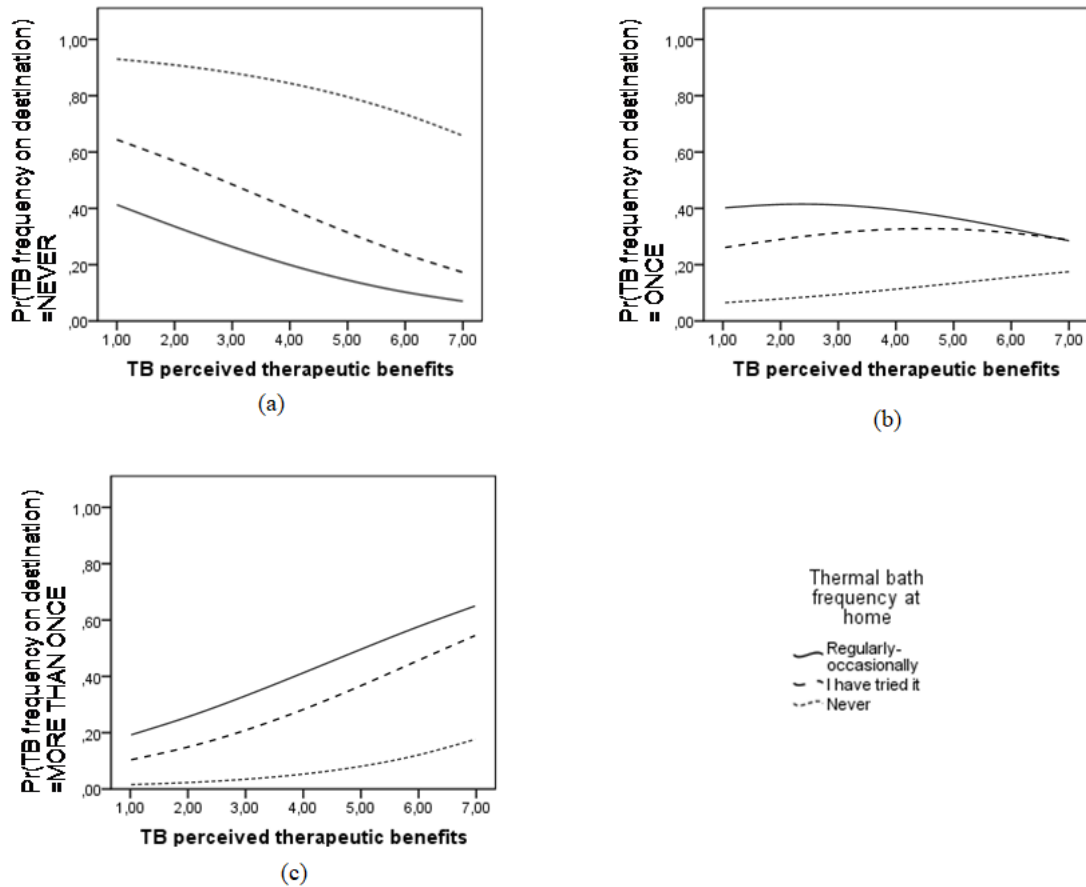 Pr(TB frequency on destination)
=NEVER
1,00
,80
,60
,40
,20
,00
1,00 2,00 3,00 4,00 5,00 6,00 7,00
TB perceived therapeutic benefits
(a)
Pr(TB frequency on destination)
= ONCE
1,00
,80
,60
,40
,20
,00
1,00 2,00 3,00 4,00 5,00 6,00 7,00
TB perceived therapeutic benefits
(b)
Pr(TB frequency on destination)
=MORE THAN ONCE
1,00
,80
,60
,40
,20
,00
1,00 2,00 3,00 4,00 5,00 6,00 7,00
TB perceived therapeutic benefits
(c)
Thermal bath
frequency at
home
Regularly-
occasionally
I have tried it
Never